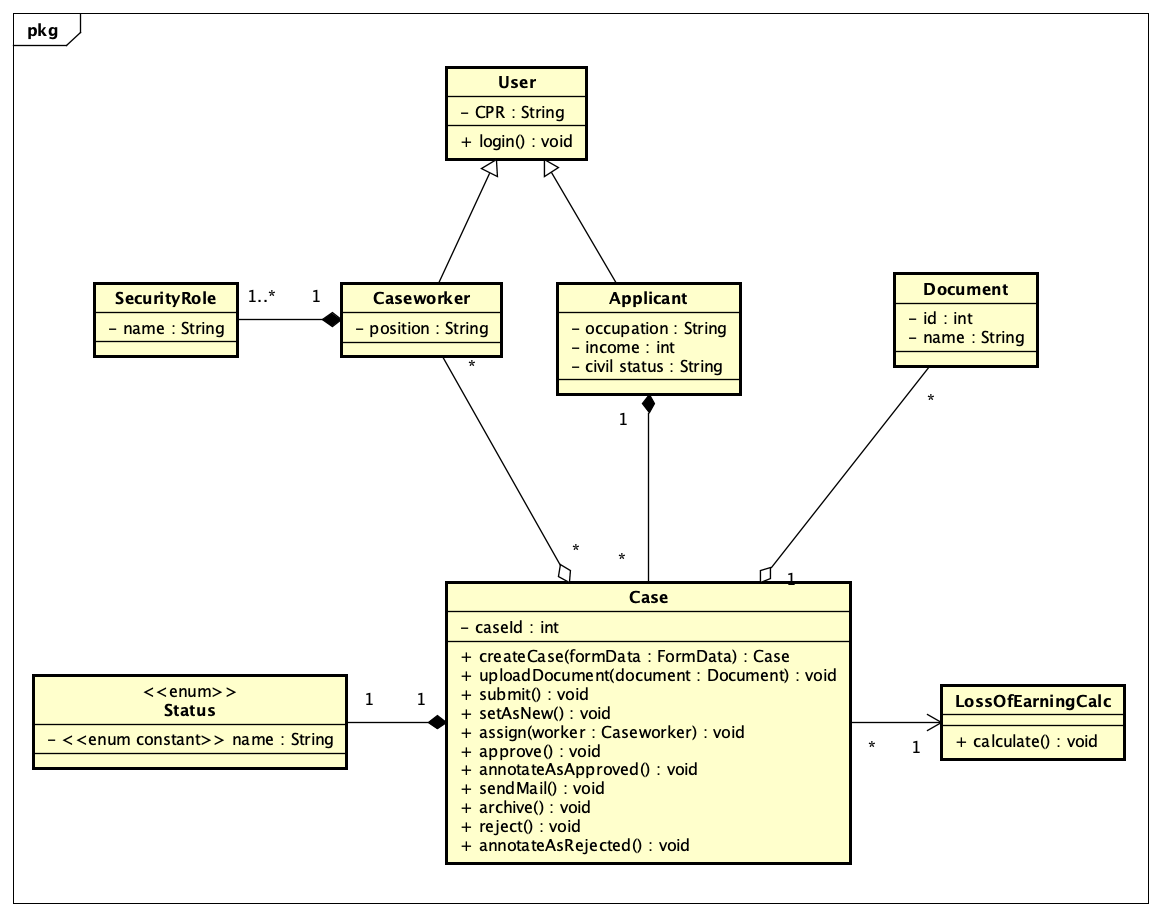 pkg
User
- CPR : String
+ login() : void
SecurityRole
- name : String
1..*
1
Caseworker
- position : String
*
Applicant
- occupation : String
- income : int
- civil status : String
1
Document
- id : int
- name : String
*
*
*
1
Case
- caseId : int
+ createCase(formData : FormData) : Case
+ uploadDocument(document : Document) : void
+ submit() : void
+ setAsNew() : void
+ assign(worker : Caseworker) : void
+ approve() : void
+ annotateAsApproved() : void
+ sendMail() : void
+ archive() : void
+ reject() : void
+ annotateAsRejected() : void
<<enum>>
Status
- <<enum constant>> name : String
1
1
LossOfEarningCalc
+ calculate() : void
*
1